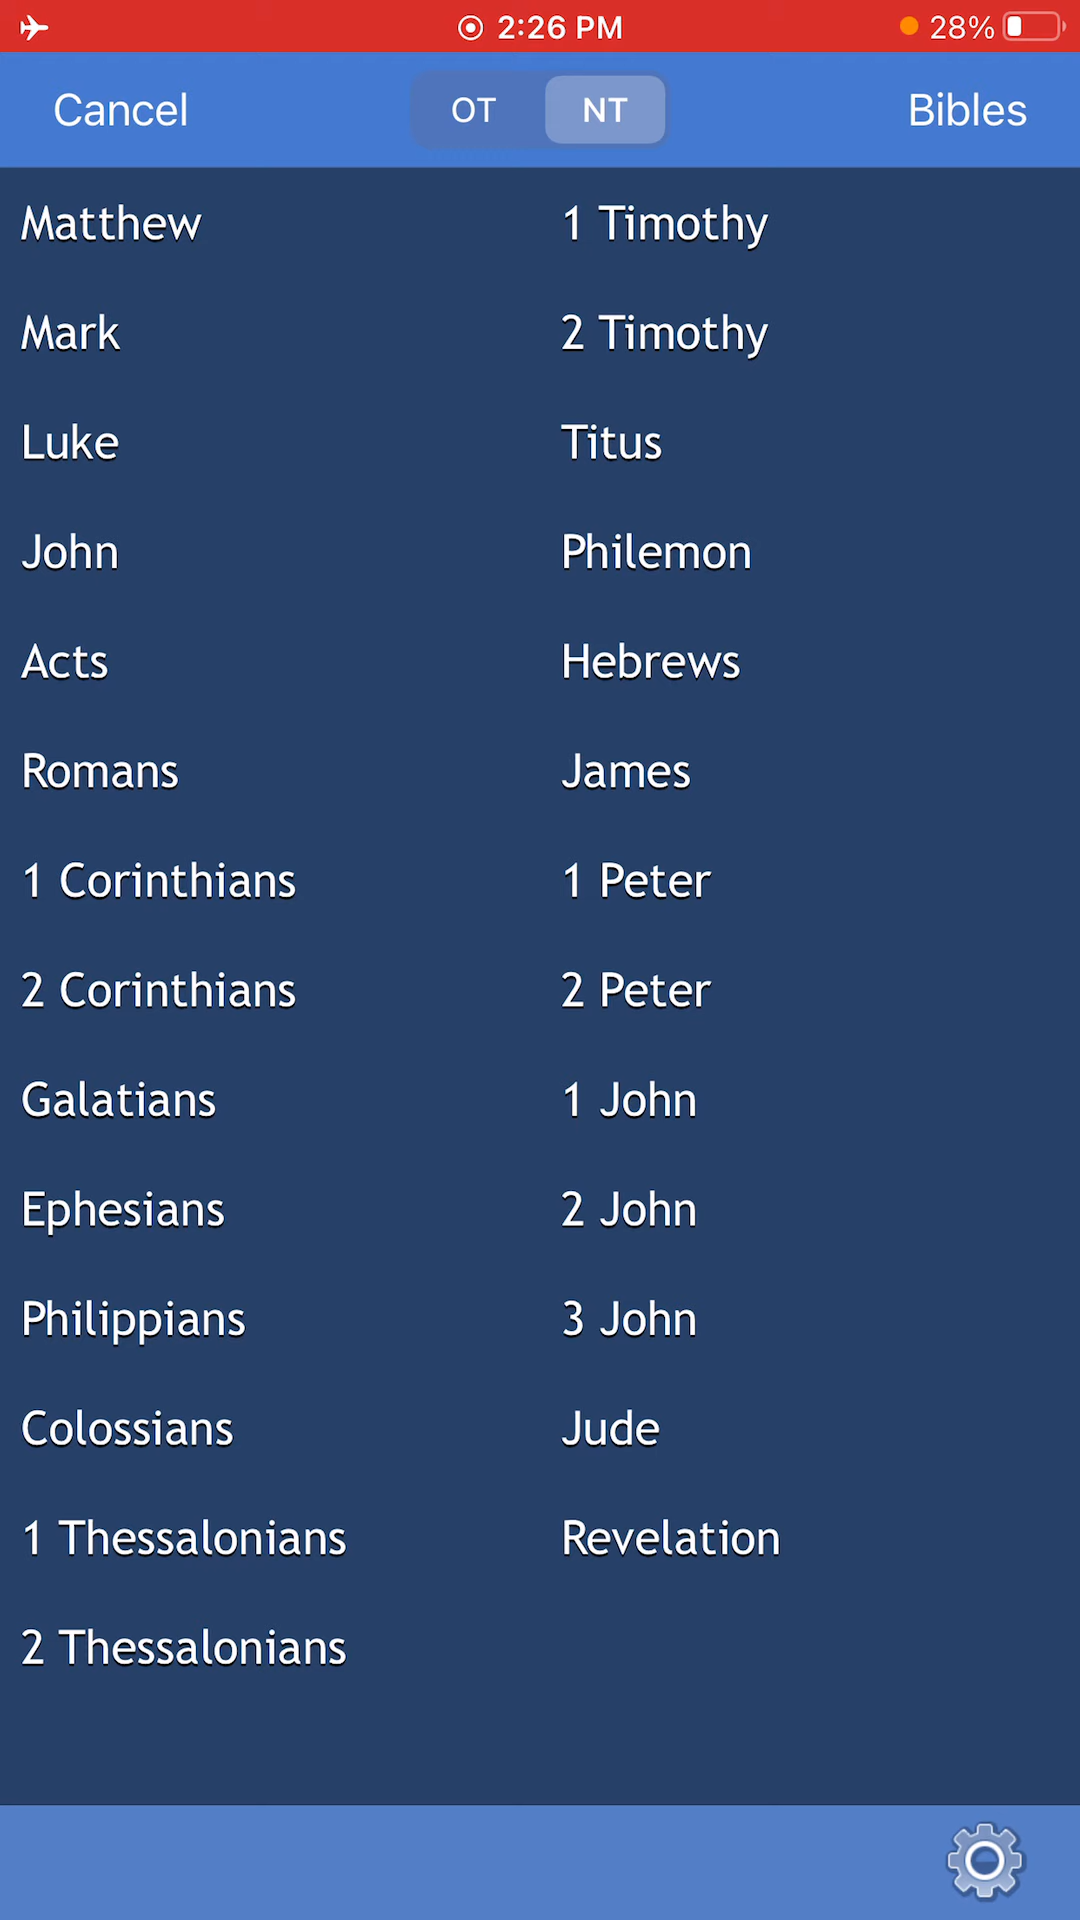 2:26 PM
28%
Cancel
OT
NT
Bibles
Matthew
Mark
Luke
John
Acts
Romans
1 Corinthians
2 Corinthians
Galatians
Ephesians
Philippians
Colossians
1 Thessalonians
2 Thessalonians
1 Timothy
2 Timothy
Titus
Philemon
Hebrews
James
1 Peter
2 Peter
1 John
2 John
3 John
Jude
Revelation